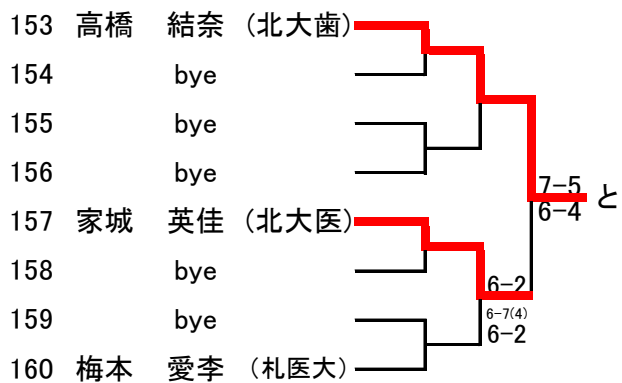 153 高橋 結奈 (北大歯)
154 bye
155 bye
156 bye
7-5
6-4
と
157 家城 英佳 (北大医)
158 bye
6-2
6-7(4)
6-2
159 bye
160 梅本 愛李 (札医大)